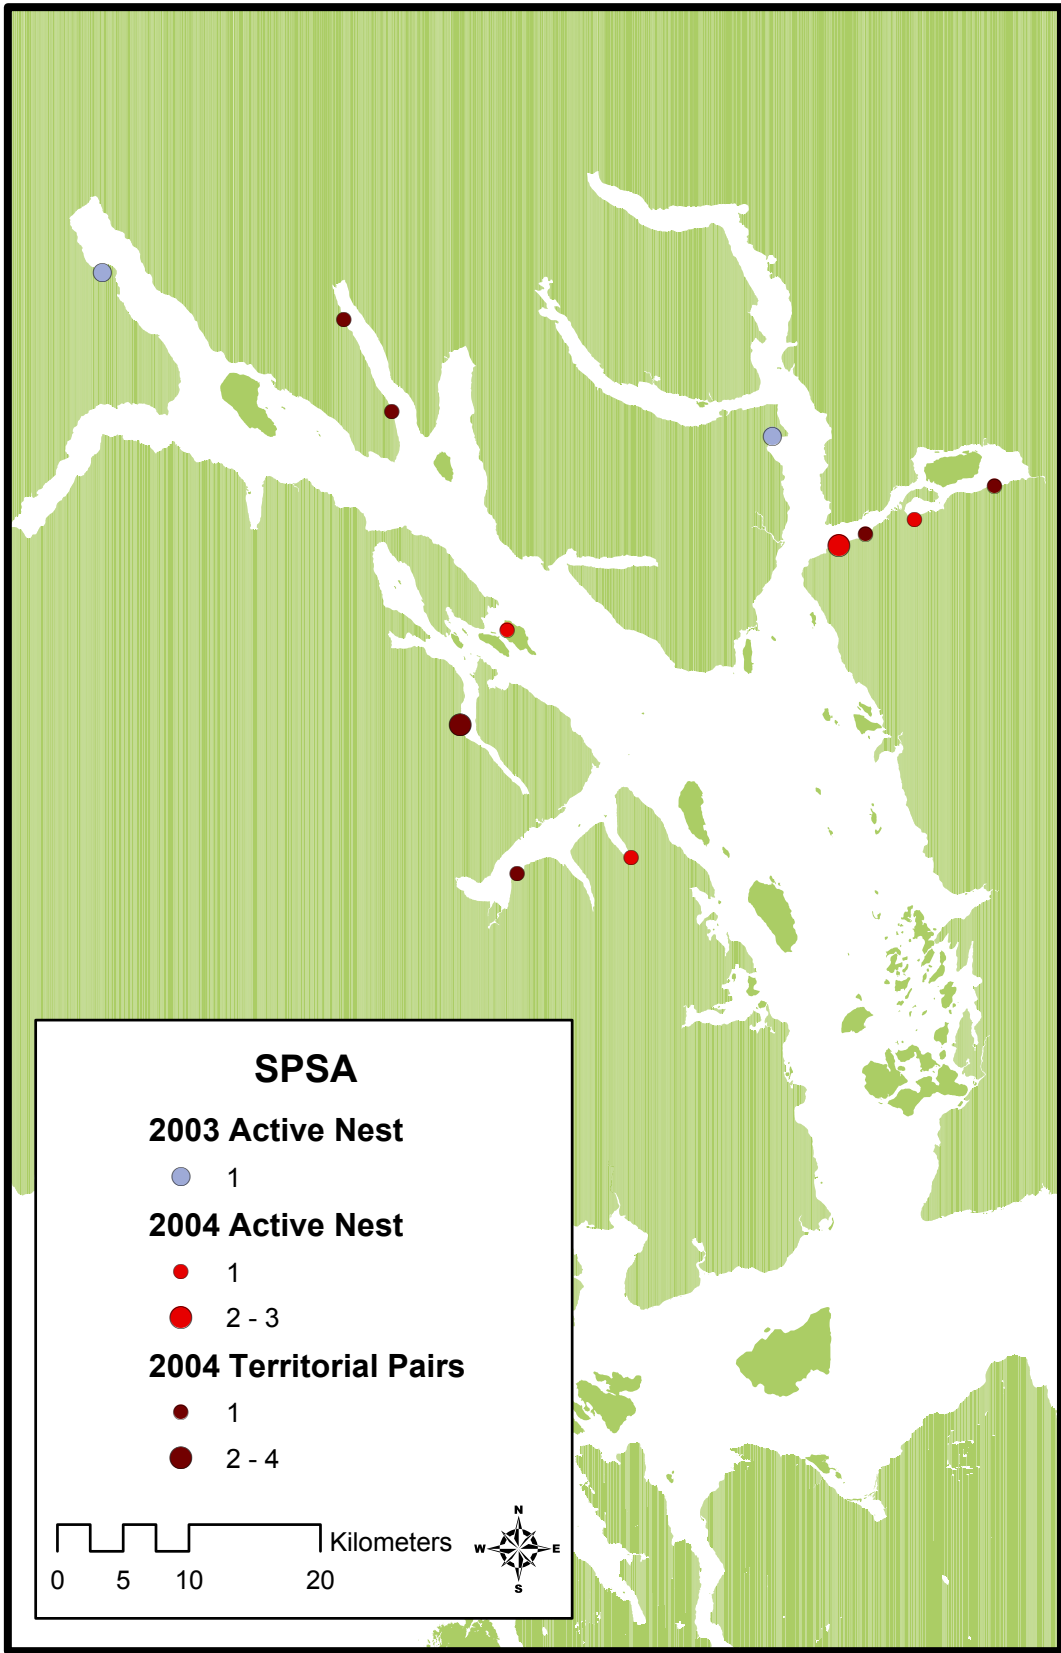 SPSA
2003 Active Nest
1
2004 Active Nest
1
2 - 3
2004 Territorial Pairs
1
2 - 4
Kilometers
0 5 10 20
N
W E
S